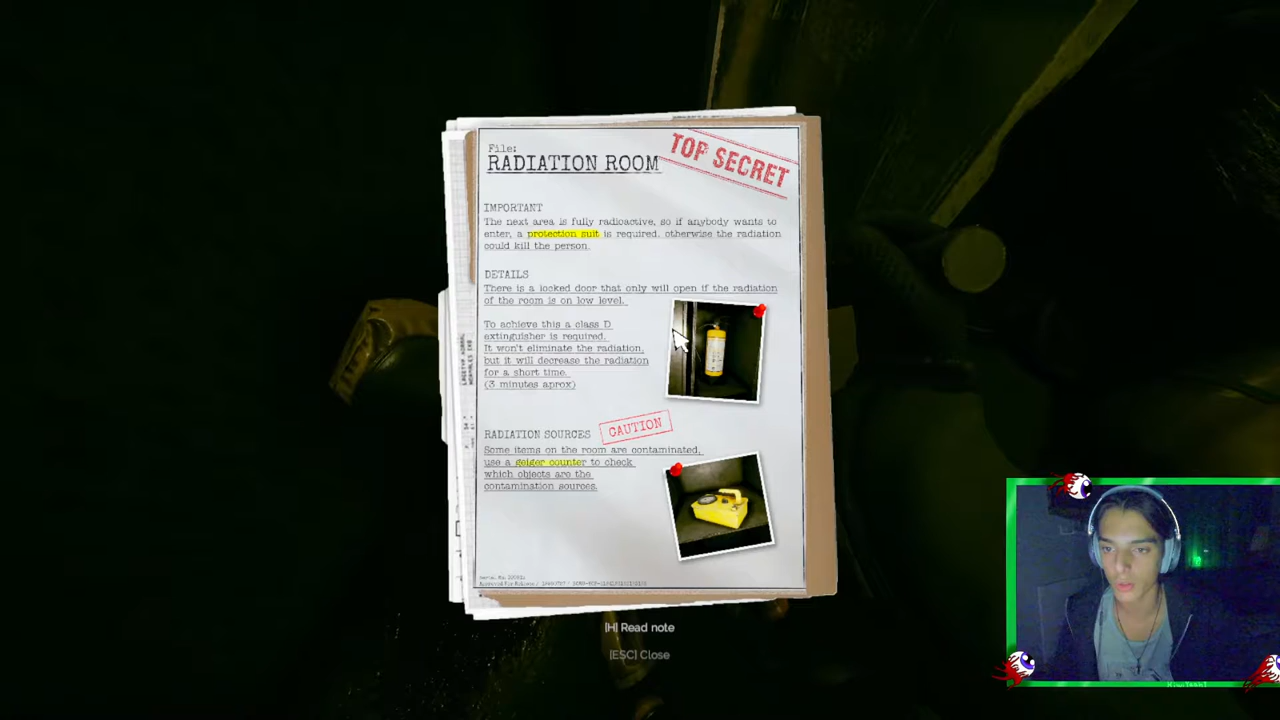 File:
RADIATION ROOM
TOP SECRET
IMPORTANT
The next area is fully radioactive, so if anybody wants to
enter, a protection suit is required, otherwise the radiation
could kill the person.
DETAILS
There is a locked door that only will open if the radiation
of the room is on low level.
To achieve this a class D
extinguisher is required.
It won't eliminate the radiation,
but it will decrease the radiation
for a short time.
(3 minutes aprox)
RADIATION SOURCES
CAUTION
Some items on the room are contaminated,
use a geiger counter to check
which objects are the
contamination sources.
[H] Read note
[ESC] Close